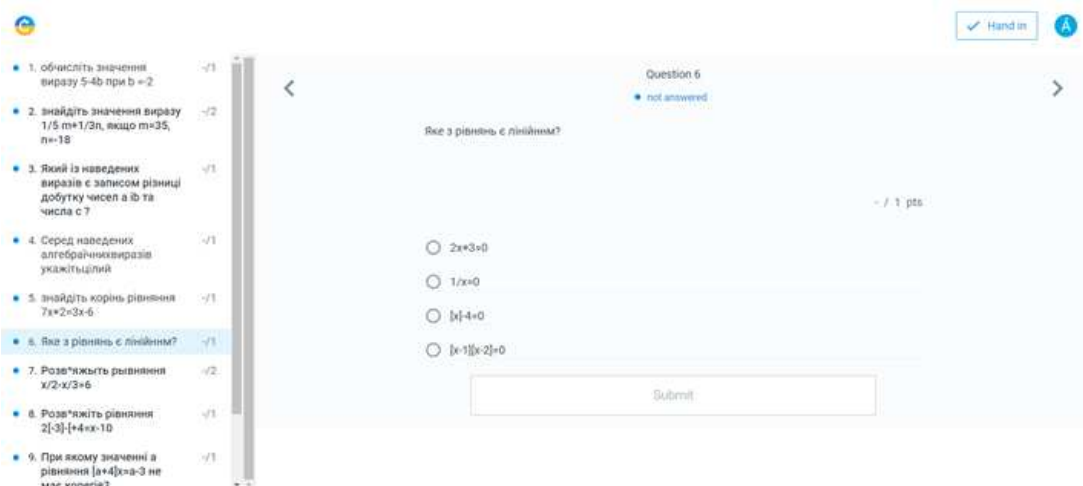 Hand in
Á
1. обчисліть значення
виразу 5-4b при b =-2
-/1
2. знайдіть значення виразу
1/5 m+1/3n, якщо m=35,
n=-18
-/2
3. Який із наведених
виразів є записом різниці
добутку чисел а ib та
числа с ?
-/1
4. Серед наведених
алгебраїчнихвиразів
укажітьцілий
-/1
5. знайдіть корінь рівняння
7x+2=3x-6
-/1
6. Яке з рівнянь є лінійним?
-/1
7. Розв*яжыть рывняння
x/2-x/3=6
-/2
8. Розв*яжіть рівняння
2[-3]-[+4=x-10
-/1
9. При якому значенні а
рівняння [a+4]x=a-3 не
має коренів?
-/1
Question 6
not answered
Яке з рівнянь є лінійним?
- / 1 pts
2x+3=0
1/x=0
[x]-4=0
[x-1][x-2]=0
Submit